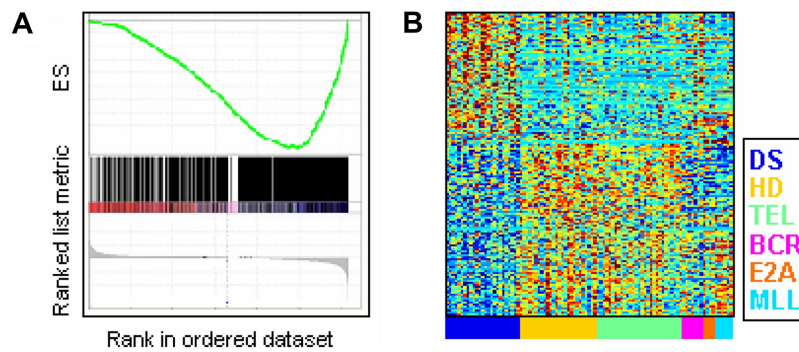 A
B
ES
Ranked list metric
Rank in ordered dataset
DS
HD
TEL
BCR
E2A
MLL